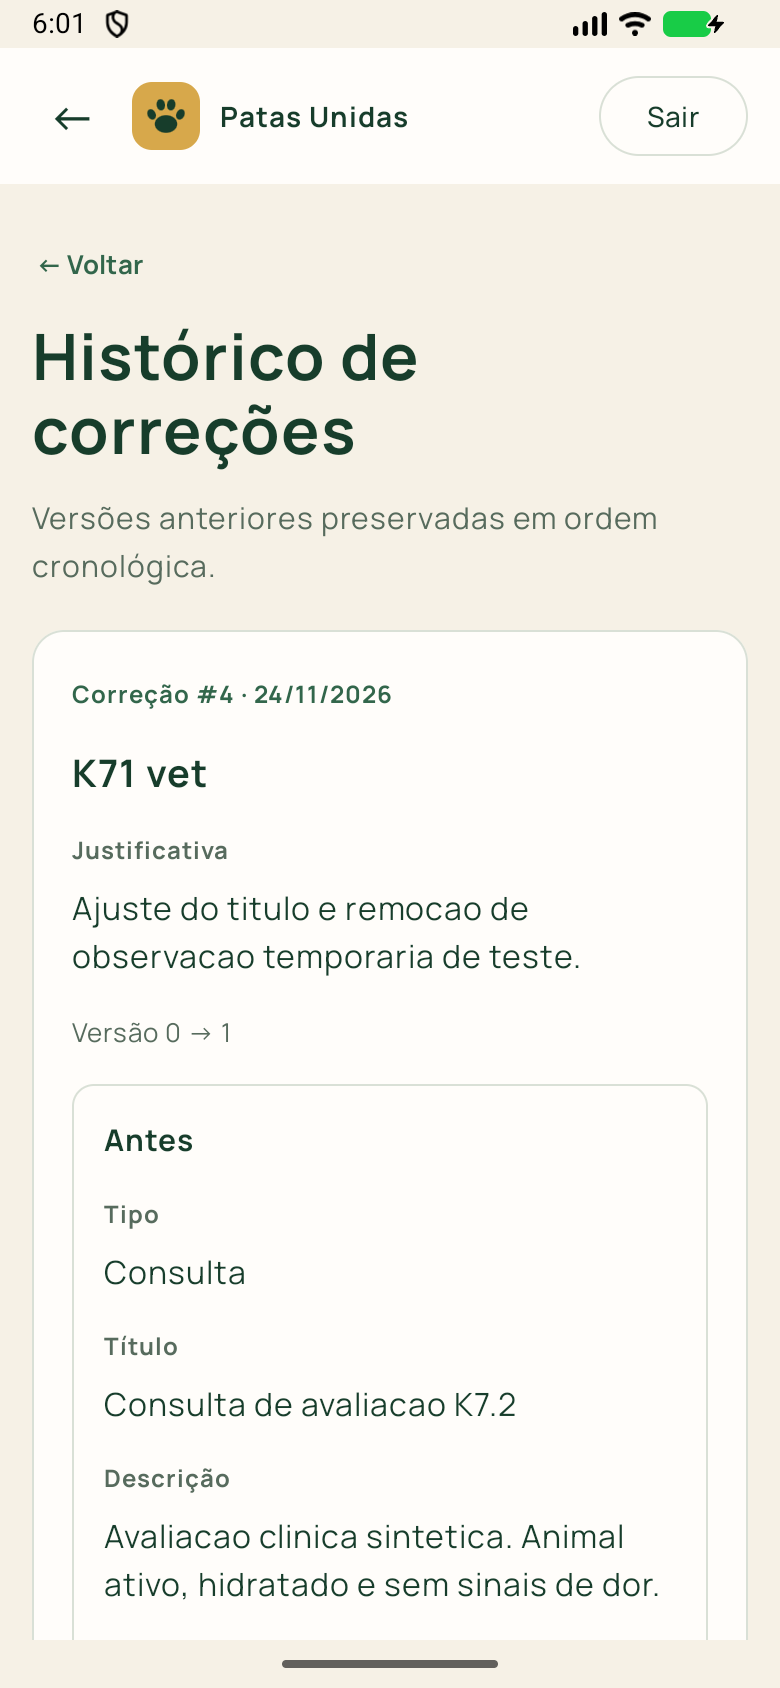 6:01
Patas Unidas
Sair
← Voltar
Histórico de
correções
Versões anteriores preservadas em ordem
cronológica.
Correção #4 · 24/11/2026
K71 vet
Justificativa
Ajuste do titulo e remocao de
observacao temporaria de teste.
Versão 0 → 1
Antes
Tipo
Consulta
Título
Consulta de avaliacao K7.2
Descrição
Avaliacao clinica sintetica. Animal
ativo, hidratado e sem sinais de dor.